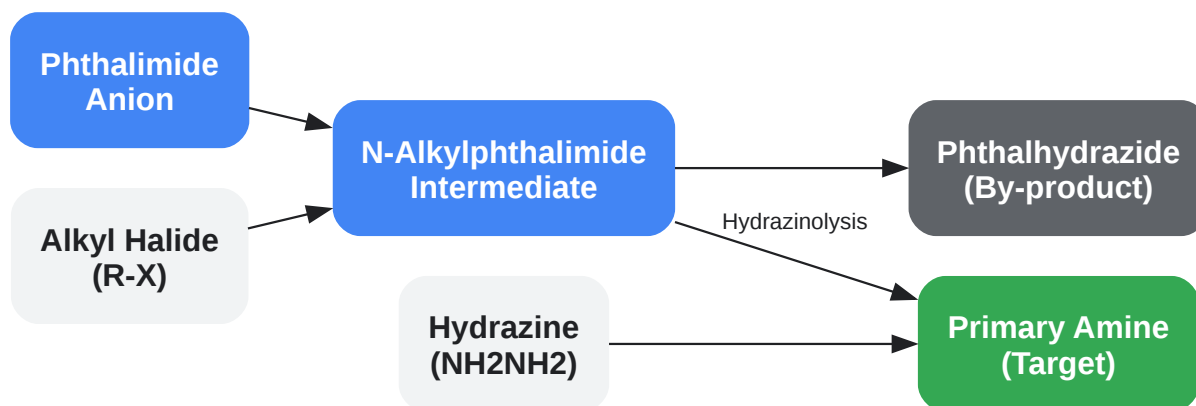 Phthalimide
Anion
Alkyl Halide
(R-X)
N-Alkylphthalimide
Intermediate
Hydrazine
(NH2NH2)
Hydrazinolysis
Phthalhydrazide
(By-product)
Primary Amine
(Target)